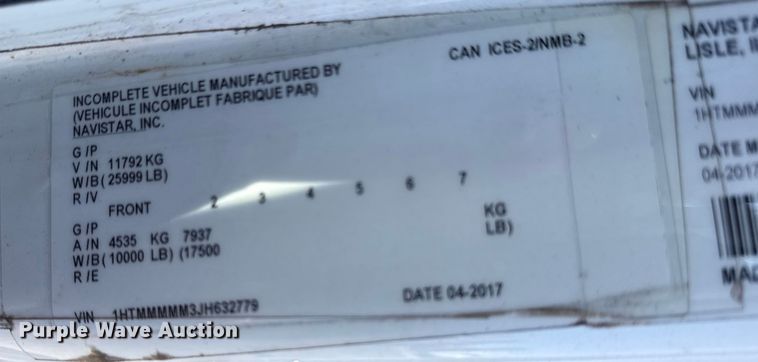 CAN ICES-2/NMB-2
INCOMPLETE VEHICLE MANUFACTURED BY
(VEHICULE INCOMPLET FABRIQUE PAR)
NAVISTAR, INC.
G /P
V /N 11792 KG
W/B( 25999 LB)
R /V
FRONT 2 3 4 5 6 7
G /P
A /N 4535 KG 7937 KG
W/B( 10000 LB) (17500 LB)
R /E
VIN 1HTMMMMM3JH632779
DATE 04-2017
NAVISTA
LISLE, I
VIN
1HTMMM
DATE M
04-2017
MAD
Purple Wave Auction